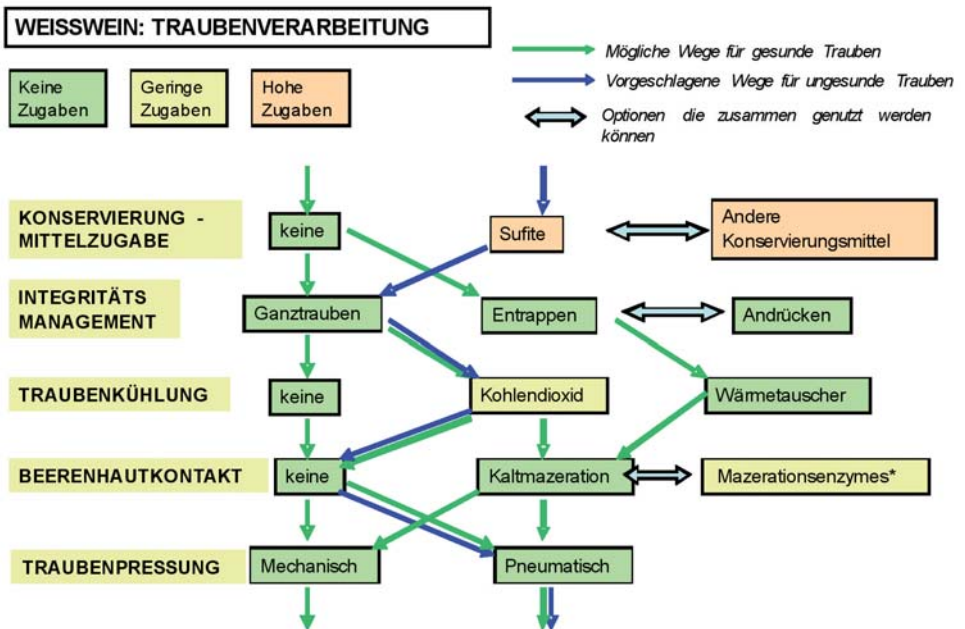 WEISSWEIN: TRAUBENVERARBEITUNG
Mögliche Wege für gesunde Trauben
Vorgeschlagene Wege für ungesunde Trauben
Optionen die zusammen genutzt werden
können
Keine
Zugaben
Geringe
Zugaben
Hohe
Zugaben
KONSERVIERUNG -
MITTELZUGABE
keine
Sufite
Andere
Konservierungsmittel
INTEGRITÄTS
MANAGEMENT
Ganztrauben
Entrappen
Andrücken
TRAUBENKÜHLUNG
keine
Kohlendioxid
Wärmetauscher
BEERENHAUTKONTAKT
keine
Kaltmazeration
Mazerationsenzymes*
TRAUBENPRESSUNG
Mechanisch
Pneumatisch